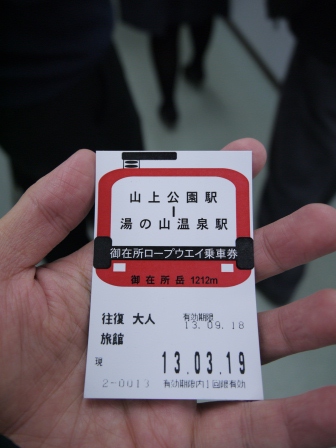 山上公園駅
湯の山温泉駅
御在所ロープウエイ乗車券
御在所岳 1212m
往復 大人 有効期限
13.09.18
旅館
現 13.03.19
2-0013 有効期限内1回限有効